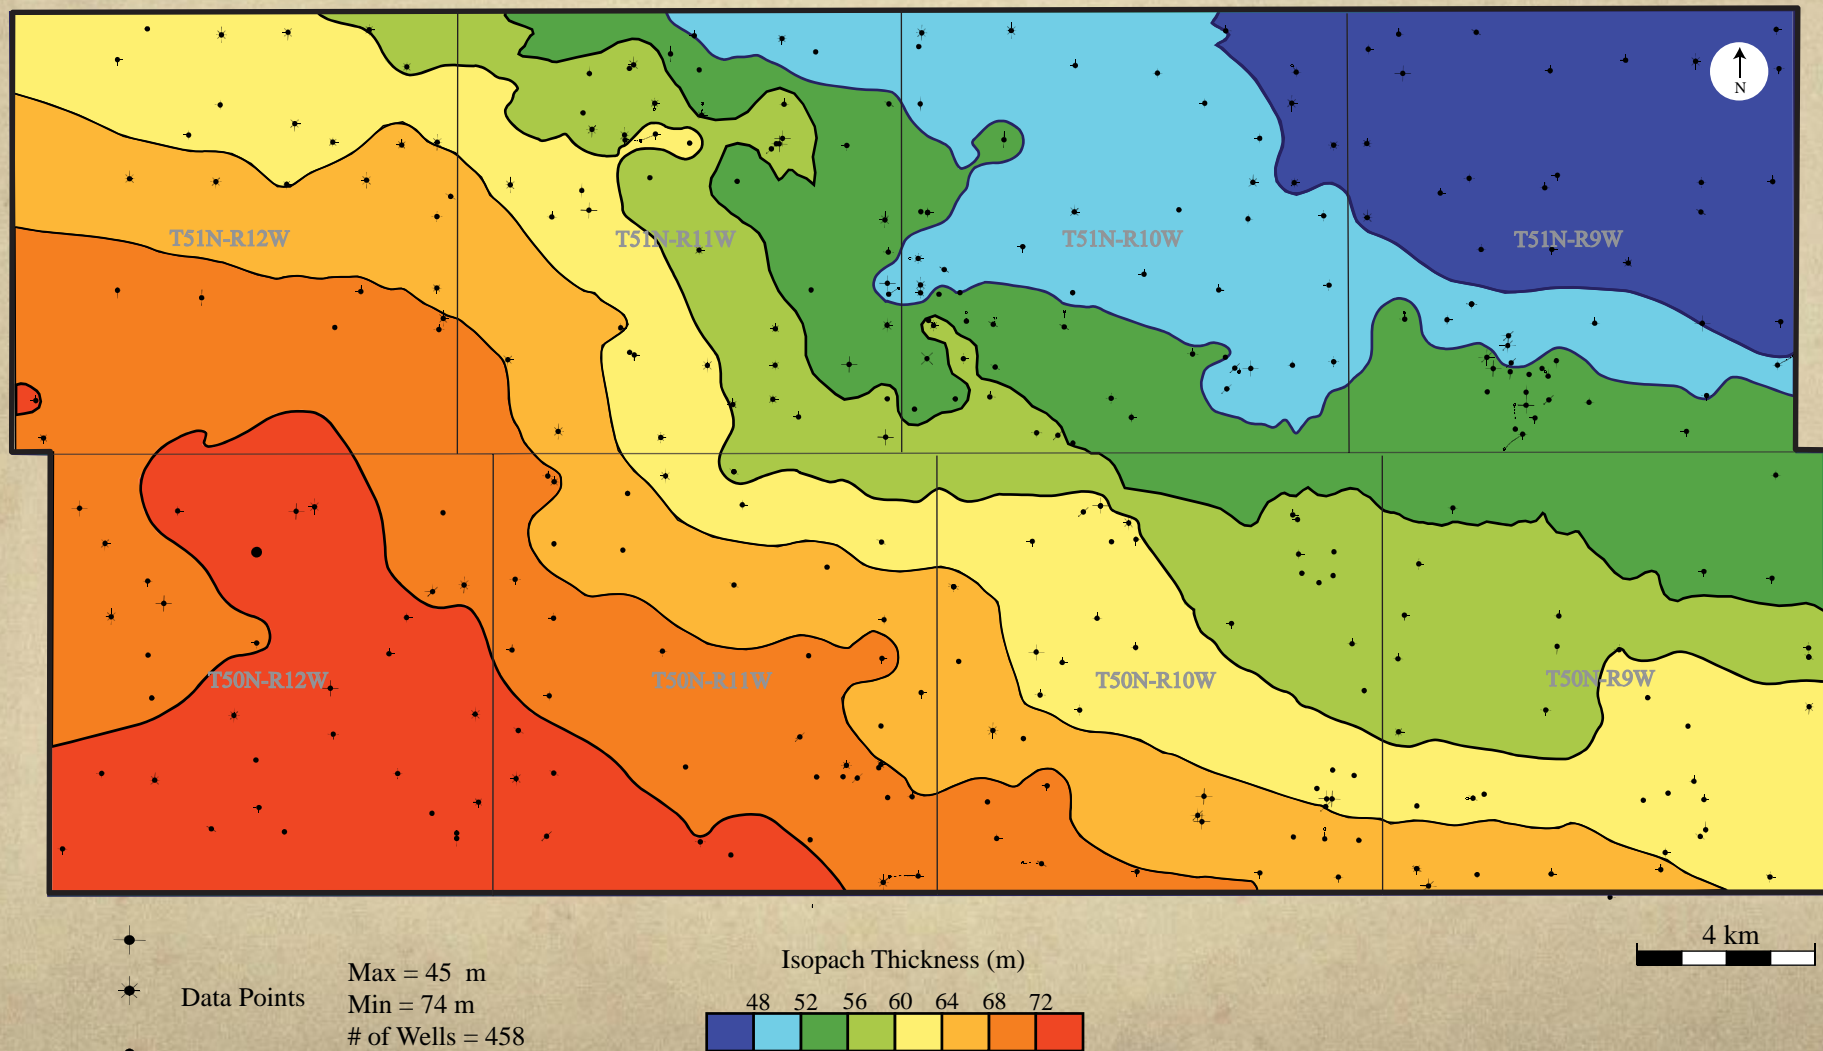 N
T51N-R12W
T51N-R11W
T51N-R10W
T51N-R9W
T50N-R12W
T50N-R11W
T50N-R10W
T50N-R9W
Data Points
Max = 45 m
Min = 74 m
# of Wells = 458
Isopach Thickness (m)
48 52 56 60 64 68 72
4 km